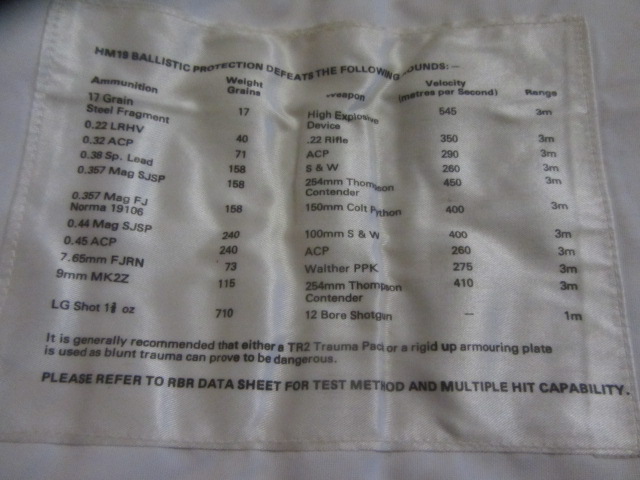 HM18 BALLISTIC PROTECTION DEFEATS THE FOLLOWING ROUNDS:—
Ammunition Weight Grains Weapon Velocity (metres per Second) Range
17 Grain Steel Fragment 17 High Explosive Device 545 3m
0.22 LRHV 40 .22 Rifle 350 3m
0.32 ACP 71 ACP 290 3m
0.38 Sp. Lead 158 S & W 260 3m
0.357 Mag SJSP 158 254mm Thompson Contender 450 3m
0.357 Mag FJ Norma 19106 158 150mm Colt Python 400 3m
0.44 Mag SJSP 240 100mm S & W 400 3m
0.45 ACP 240 ACP 260 3m
7.65mm FJRN 73 Walther PPK 275 3m
9mm MK2Z 115 254mm Thompson Contender 410 3m
LG Shot oz 710 12 Bore Shotgun — 1m
It is generally recommended that either a TR2 Trauma Pack or a rigid up armouring plate
is used as blunt trauma can prove to be dangerous.
PLEASE REFER TO RBR DATA SHEET FOR TEST METHOD AND MULTIPLE HIT CAPABILITY.